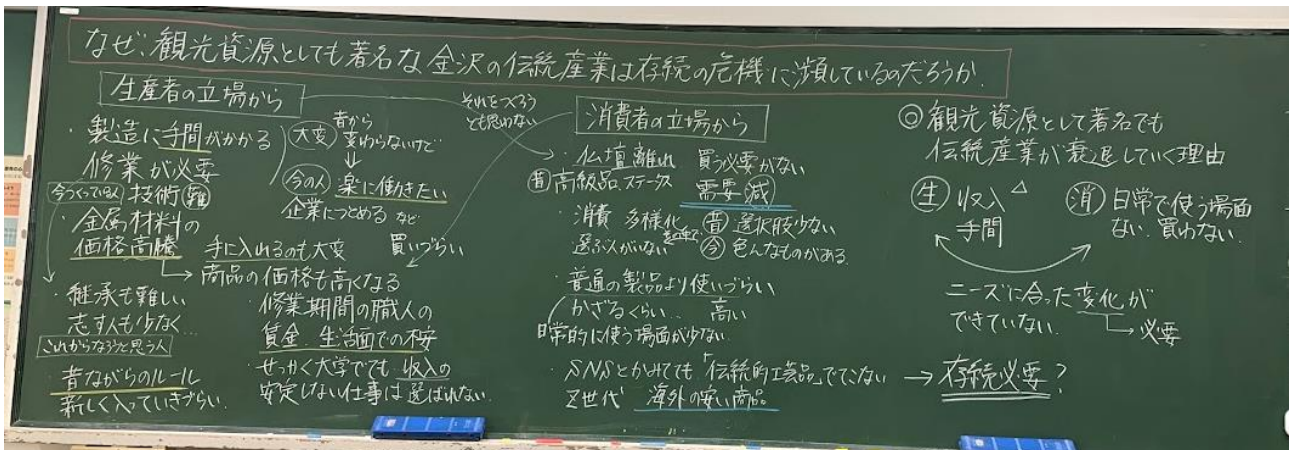 なぜ、観光資源としても著名な金沢の伝統産業は存続の危機に瀕しているのだろうか.
生産者の立場から
・製造に手間がかかる
修業が必要
今つくっている人 技術 難
・金属材料の
価格高騰
・継承も難しい
志す人も少なく…
これからなろうと思う人
・昔ながらのルール
新しく入っていきづらい.
大変 昔から
変わらないけど
今の人 楽に働きたい
企業につとめる など
手に入れるのも大変
商品の価格も高くなる
・修業期間の職人の
賃金 生活面での不安
・せっかく大学でても 収入の
安定しない仕事は選ばれない.
それをつくろう
とも思わない
買いづらい
消費者の立場から
・仏壇離れ 買う必要がない
昔 高級品、ステータス 需要 減
・消費 多様化 昔 選択肢少ない
選ぶ人がいない 今 色んなものがある.
・普通の製品より使いづらい
かざるくらい.. 高い
日常的に使う場面が少ない.
・SNSとかみてても「伝統的工芸品」でてこない
Z世代 海外の安い商品
◎観光資源として著名でも
伝統産業が衰退していく理由
生 収入 △
手間
消 日常で使う場面
ない. 買わない.
ニーズに合った変化が
できていない. 必要
→存続必要?